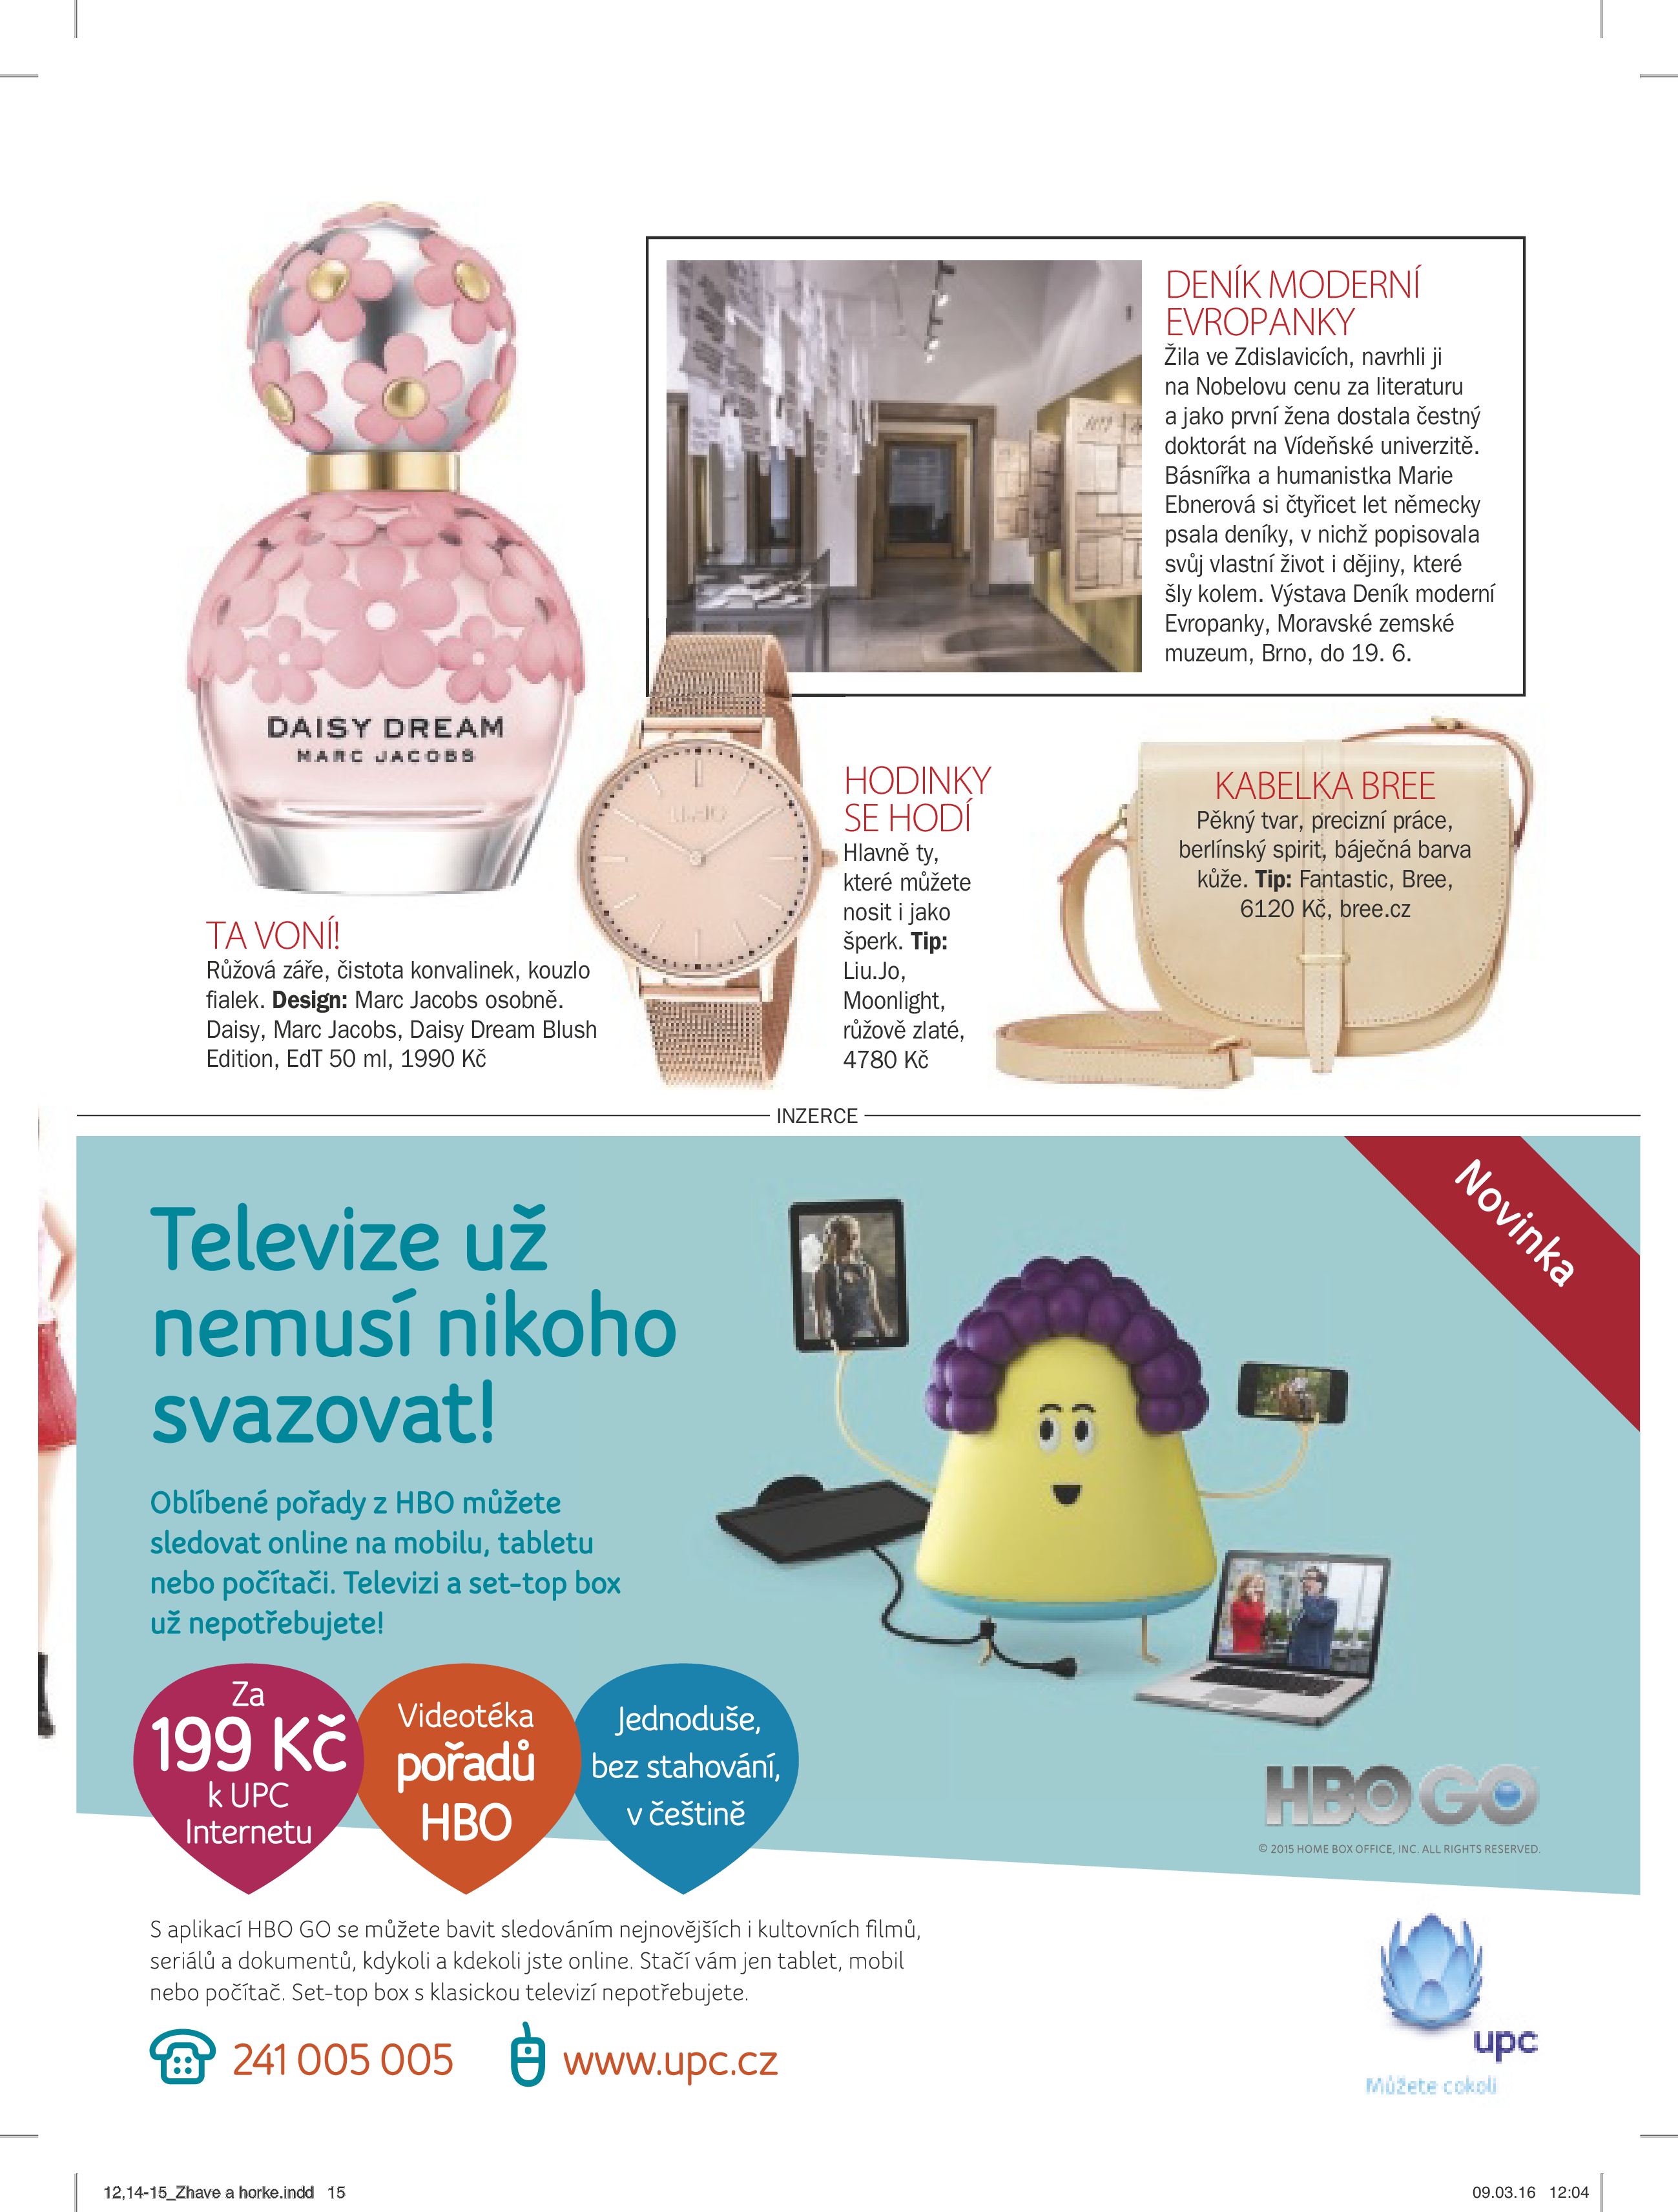 DAISY DREAM
MARC JACOBS
TA VONÍ!
Růžová záře, čistota konvalinek, kouzlo
fialek. Design: Marc Jacobs osobně.
Daisy, Marc Jacobs, Daisy Dream Blush
Edition, EdT 50 ml, 1990 Kč
DENÍK MODERNÍ
EVROPANKY
Žila ve Zdislavicích, navrhli ji
na Nobelovu cenu za literaturu
a jako první žena dostala čestný
doktorát na Vídeňské univerzitě.
Básnířka a humanistka Marie
Ebnerová si čtyřicet let německy
psala deníky, v nichž popisovala
svůj vlastní život i dějiny, které
šly kolem. Výstava Deník moderní
Evropanky, Moravské zemské
muzeum, Brno, do 19. 6.
LIU.JO
HODINKY
SE HODÍ
Hlavně ty,
které můžete
nosit i jako
šperk. Tip:
Liu.Jo,
Moonlight,
růžově zlaté,
4780 Kč
KABELKA BREE
Pěkný tvar, precizní práce,
berlínský spirit, báječná barva
kůže. Tip: Fantastic, Bree,
6120 Kč, bree.cz
INZERCE
Novinka
Televize už
nemusí nikoho
svazovat!
Oblíbené pořady z HBO můžete
sledovat online na mobilu, tabletu
nebo počítači. Televizi a set-top box
už nepotřebujete!
Za
199 Kč
k UPC
Internetu
Videotéka
pořadů
HBO
Jednoduše,
bez stahování,
v češtině
HBO GO
© 2015 HOME BOX OFFICE, INC. ALL RIGHTS RESERVED.
S aplikací HBO GO se můžete bavit sledováním nejnovějších i kultovních filmů,
seriálů a dokumentů, kdykoli a kdekoli jste online. Stačí vám jen tablet, mobil
nebo počítač. Set-top box s klasickou televizí nepotřebujete.
241 005 005
www.upc.cz
upc
Můžete cokoli
12,14-15_Zhave a horke.indd 15
09.03.16 12:04